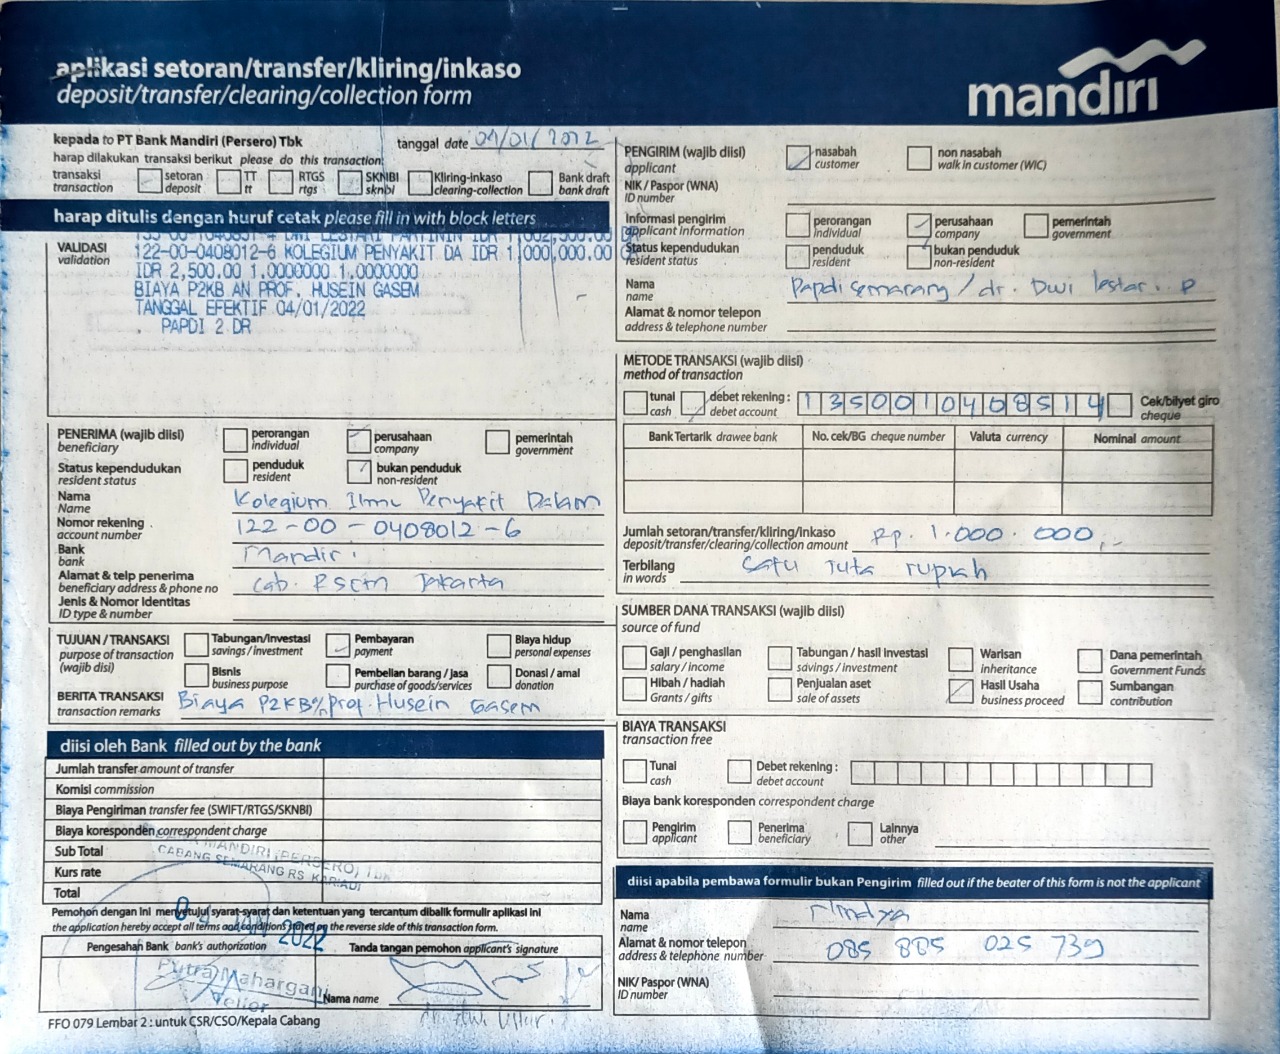 aplikasi setoran/transfer/kliring/inkaso
deposit/transfer/clearing/collection form
mandiri
kepada to PT Bank Mandiri (Persero) Tbk
tanggal date 04/01/2022
harap dilakukan transaksi berikut please do this transaction:
transaksi
transaction
setoran
deposit
TT
tt
RTGS
rtgs
SKNBI
sknbi
Kliring-inkaso
clearing-collection
Bank draft
bank draft
harap ditulis dengan huruf cetak please fill in with block letters
VALIDASI
validation
122-00-0408012-6 KOLEGIUM PENYAKIT DA IDR 1,000,000.00
IDR 2,500.00 1.0000000 1.0000000
BIAYA P2KB AN PROF. HUSEIN GASEM
TANGGAL EFEKTIF 04/01/2022
PAPDI 2 DR
PENERIMA (wajib diisi)
beneficiary
perorangan
individual
perusahaan
company
pemerintah
government
Status kependudukan
resident status
penduduk
resident
bukan penduduk
non-resident
Nama
Name
Kolegium Ilmu Penyakit Dalam
Nomor rekening
account number
122-00-0408012-6
Bank
bank
Mandiri
Alamat & telp penerima
beneficiary address & phone no
Cab. RSCM Jakarta
Jenis & Nomor Identitas
ID type & number
TUJUAN / TRANSAKSI
purpose of transaction
(wajib disi)
Tabungan/Investasi
savings / investment
Pembayaran
payment
Biaya hidup
personal expenses
Bisnis
business purpose
Pembelian barang / jasa
purchase of goods/services
Donasi / amal
donation
BERITA TRANSAKSI
transaction remarks
Biaya P2KB % prof. Husein Gasem
diisi oleh Bank filled out by the bank
Jumlah transfer amount of transfer
Komisi commission
Biaya Pengiriman transfer fee (SWIFT/RTGS/SKNBI)
Biaya koresponden correspondent charge
Sub Total
Kurs rate
Total
MANDIRI (PERSERO) Tbk
CABANG SEMARANG RS KARIADI
Pemohon dengan ini menyetujui syarat-syarat dan ketentuan yang tercantum dibalik formulir aplikasi ini
the application hereby accept all terms and conditions stated on the reverse side of this transaction form.
04 JAN 2022
Pengesahan Bank bank's authorization
Tanda tangan pemohon applicant's signature
Putra Mahargani
Teller
Nama name
FFO 079 Lembar 2 : untuk CSR/CSO/Kepala Cabang
PENGIRIM (wajib diisi)
applicant
nasabah
customer
non nasabah
walk in customer (WIC)
NIK / Paspor (WNA)
ID number
Informasi pengirim
applicant information
perorangan
individual
perusahaan
company
pemerintah
government
Status kependudukan
resident status
penduduk
resident
bukan penduduk
non-resident
Nama
name
Papdi Semarang / dr. Dwi Lestari P
Alamat & nomor telepon
address & telephone number
METODE TRANSAKSI (wajib diisi)
method of transaction
tunai
cash
debet rekening :
debet account
1350010408514
Cek/bilyet giro
cheque
Bank Tertarik drawee bank
No. cek/BG cheque number
Valuta currency
Nominal amount
Jumlah setoran/transfer/kliring/inkaso
deposit/transfer/clearing/collection amount
Rp. 1.000.000,-
Terbilang
in words
Satu Juta rupiah
SUMBER DANA TRANSAKSI (wajib diisi)
source of fund
Gaji / penghasilan
salary / income
Tabungan / hasil investasi
savings / investment
Warisan
inheritance
Dana pemerintah
Government Funds
Hibah / hadiah
Grants / gifts
Penjualan aset
sale of assets
Hasil Usaha
business proceed
Sumbangan
contribution
BIAYA TRANSAKSI
transaction free
Tunai
cash
Debet rekening :
debet account
Biaya bank koresponden correspondent charge
Pengirim
applicant
Penerima
beneficiary
Lainnya
other
diisi apabila pembawa formulir bukan Pengirim filled out if the beater of this form is not the applicant
Nama
name
Alamat & nomor telepon
address & telephone number
085 885 025 739
NIK/ Paspor (WNA)
ID number